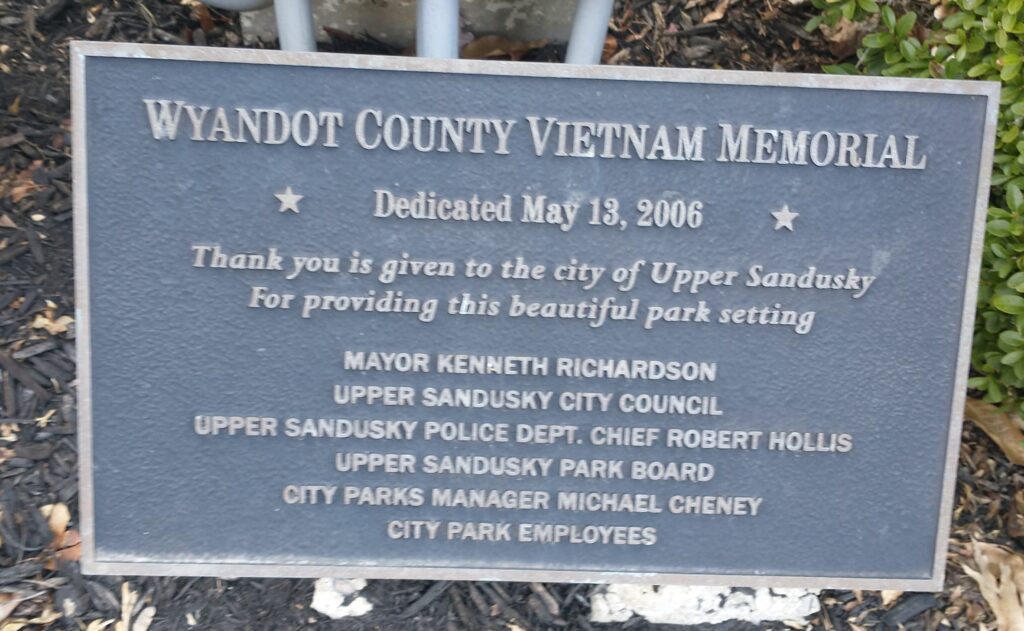 WYANDOT COUNTY VIETNAM MEMORIAL
Dedicated May 13, 2006
Thank you is given to the city of Upper Sandusky
For providing this beautiful park setting
MAYOR KENNETH RICHARDSON
UPPER SANDUSKY CITY COUNCIL
UPPER SANDUSKY POLICE DEPT. CHIEF ROBERT HOLLIS
UPPER SANDUSKY PARK BOARD
CITY PARKS MANAGER MICHAEL CHENEY
CITY PARK EMPLOYEES